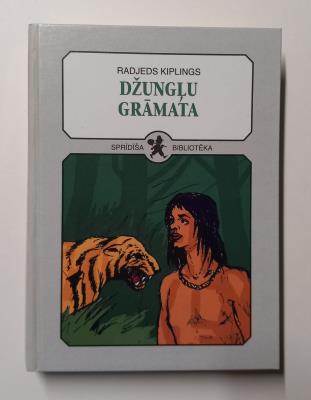 RADJEDS KIPLINGS
DŽUNGĻU
GRĀMATA
SPRĪDĪŠA BIBLIOTĒKA